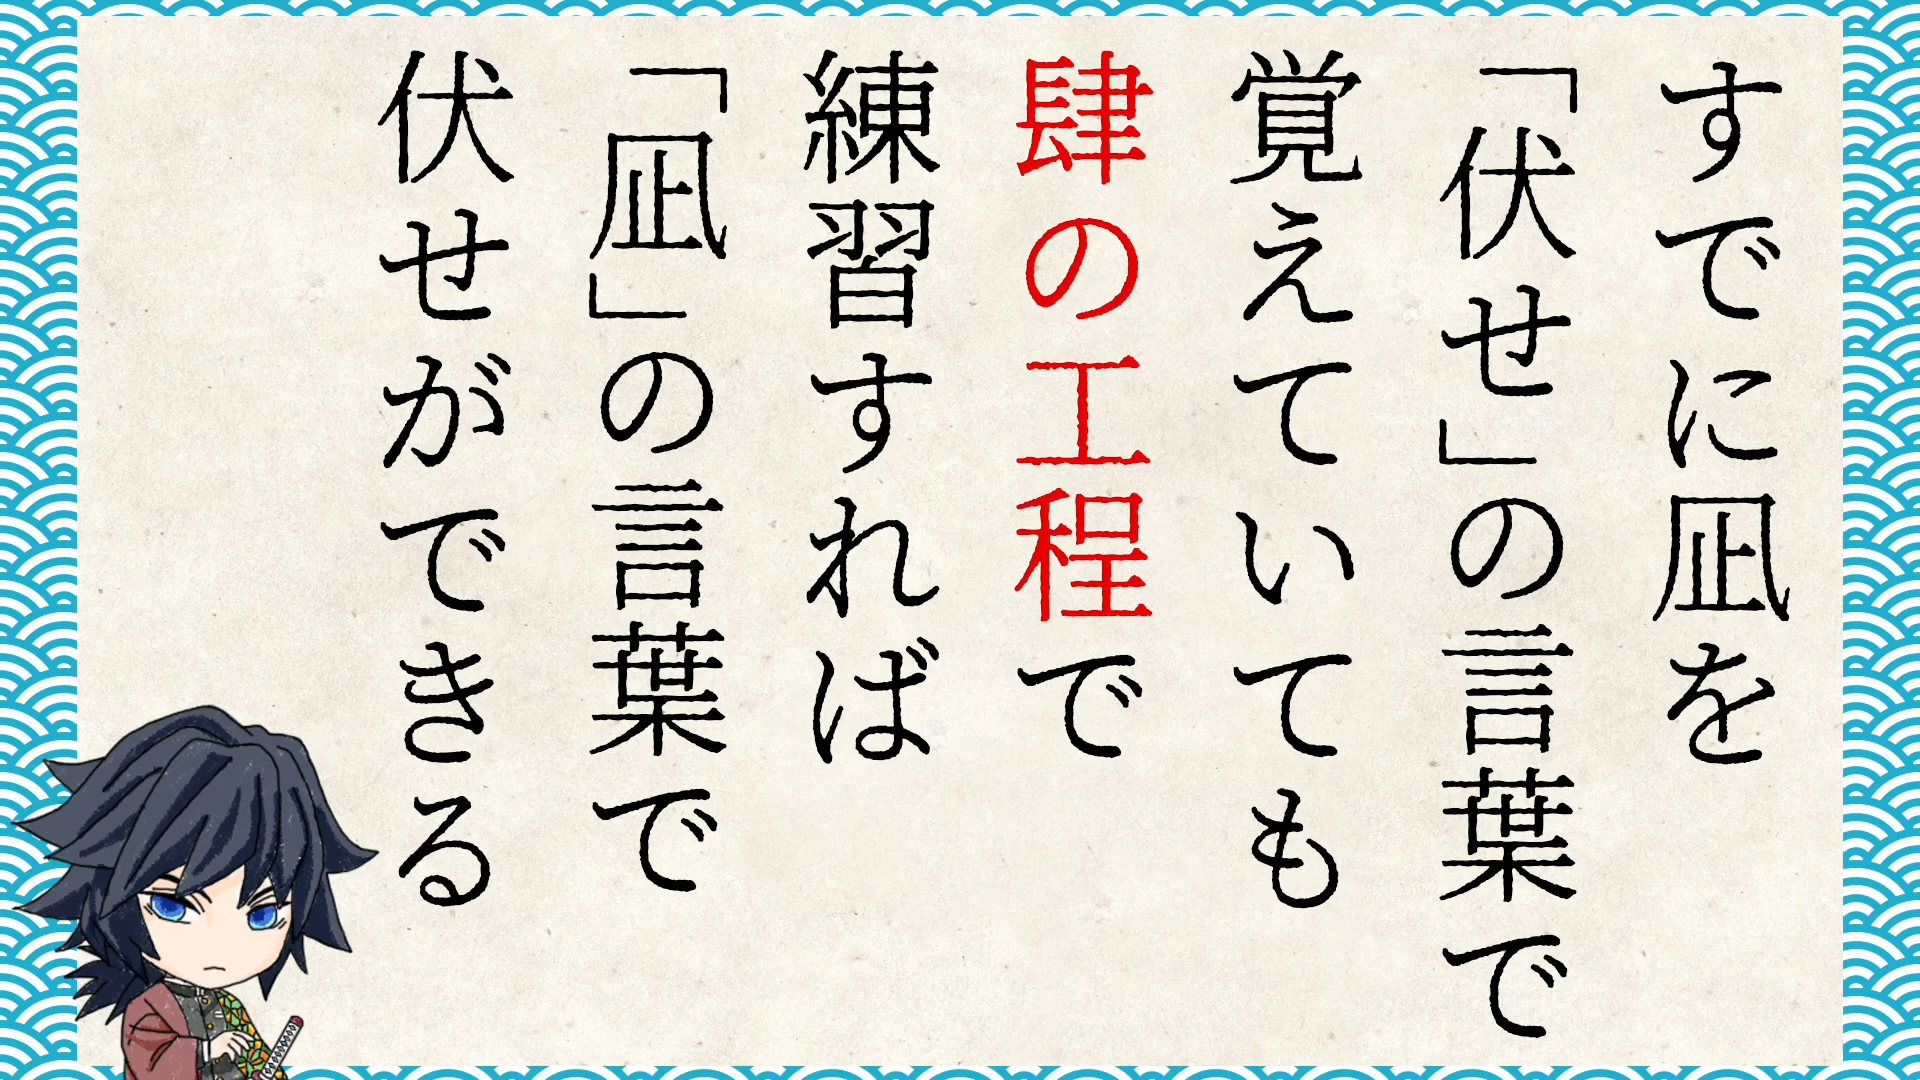 すでに凪を
「伏せ」の言葉で
覚えていても
肆の工程で
練習すれば
「凪」の言葉で
伏せができる